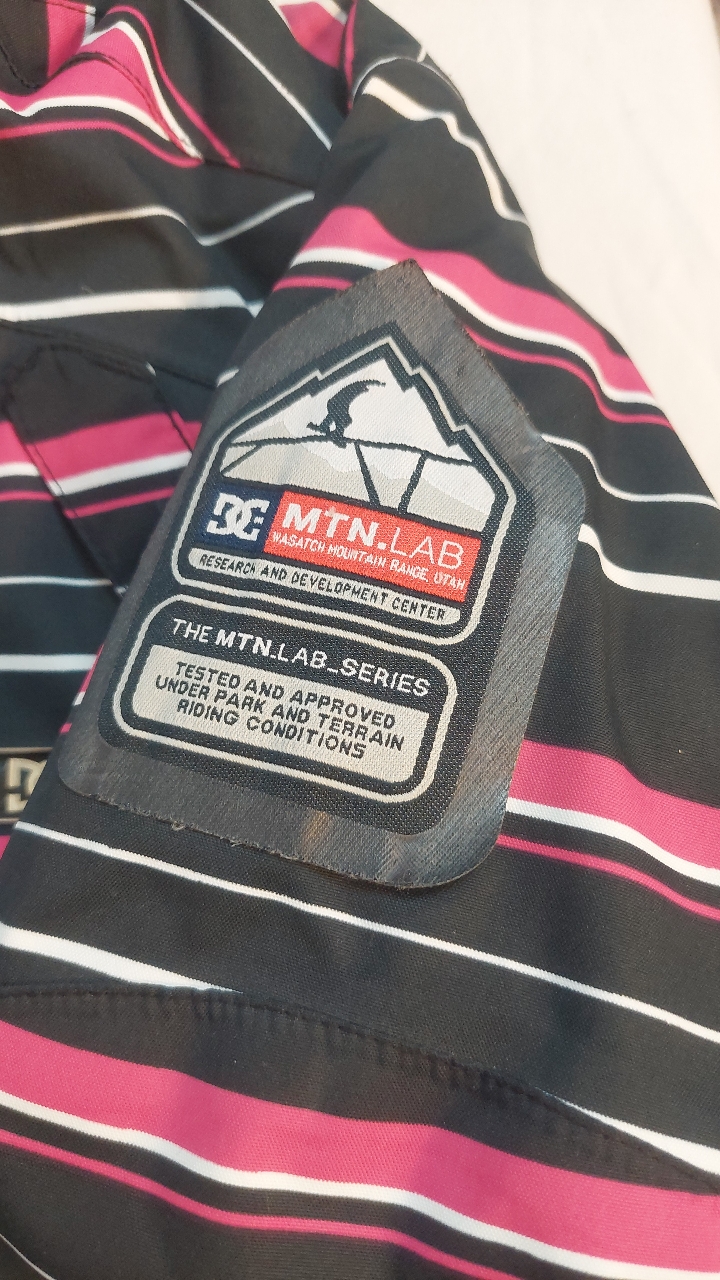 DC MTN.LAB
WASATCH MOUNTAIN RANGE, UTAH
RESEARCH AND DEVELOPMENT CENTER
THE MTN.LAB_SERIES
TESTED AND APPROVED
UNDER PARK AND TERRAIN
RIDING CONDITIONS